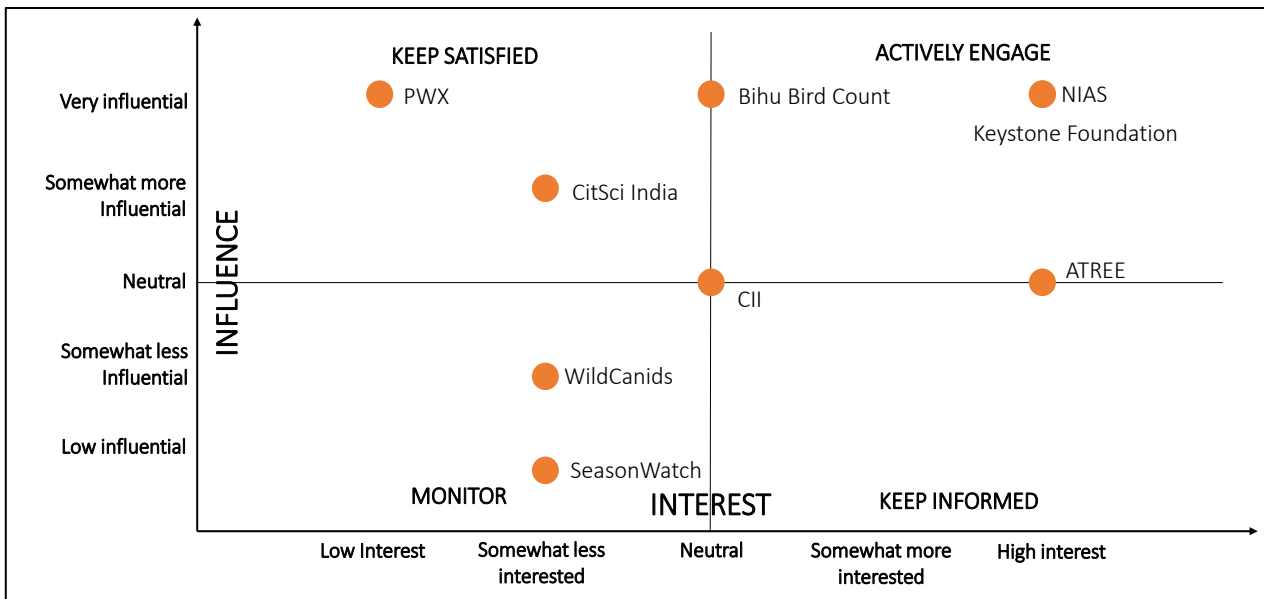 KEEP SATISFIED
ACTIVELY ENGAGE
Very influential
PWX
Bihu Bird Count
NIAS
Keystone Foundation
Somewhat more
Influential
CitSci India
INFLUENCE
Neutral
CII
ATREE
Somewhat less
Influential
WildCanids
Low influential
SeasonWatch
MONITOR
INTEREST
KEEP INFORMED
Low Interest
Somewhat less
interested
Neutral
Somewhat more
interested
High interest